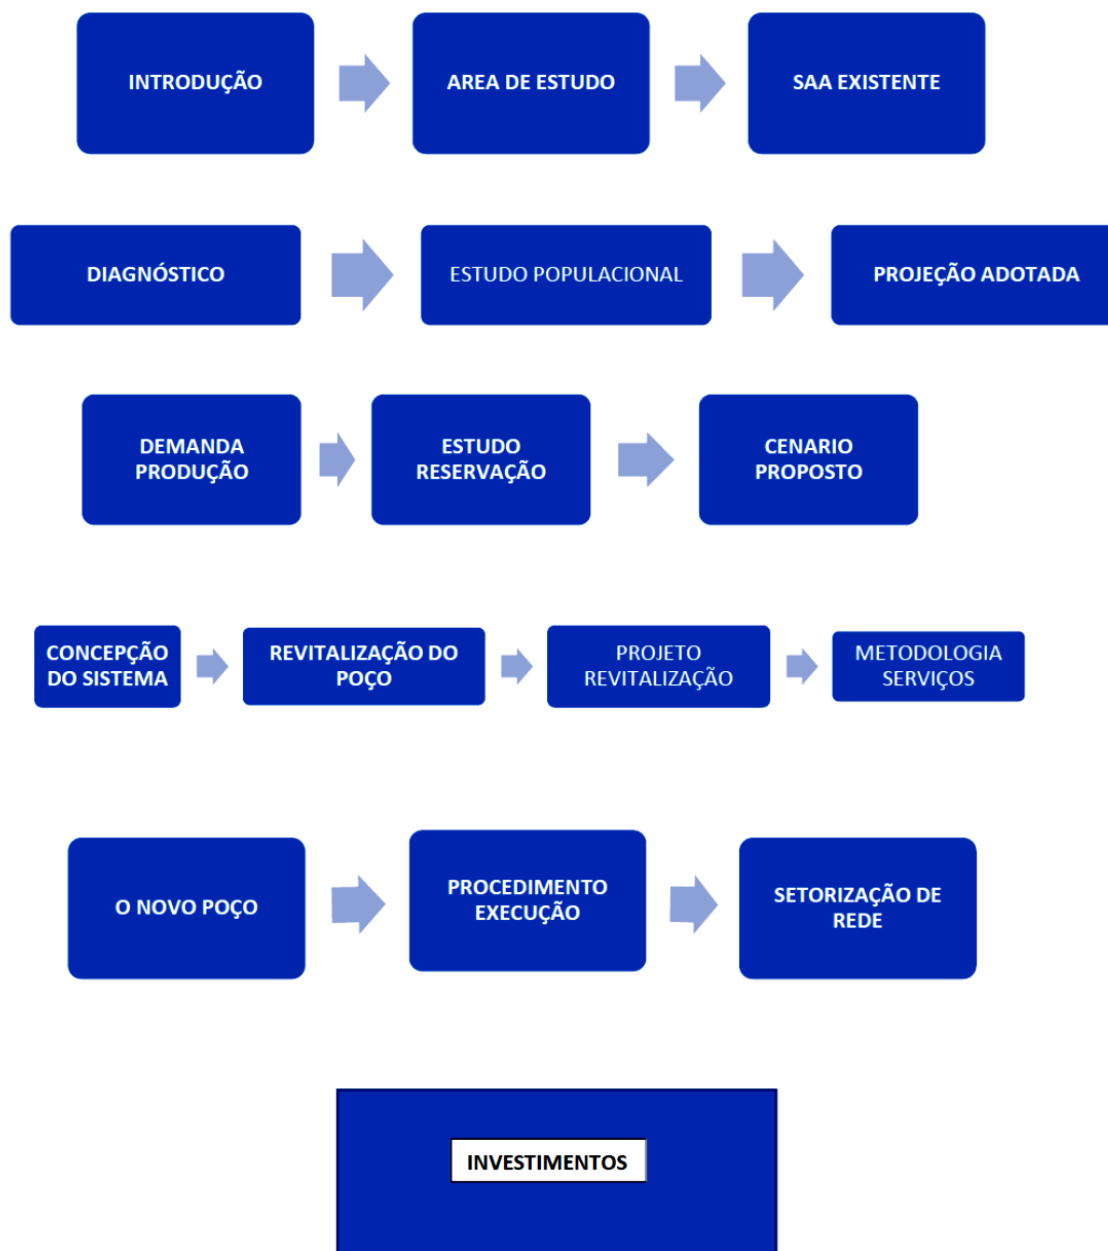 INTRODUÇÃO
AREA DE ESTUDO
SAA EXISTENTE
DIAGNÓSTICO
ESTUDO POPULACIONAL
PROJEÇÃO ADOTADA
DEMANDA
PRODUÇÃO
ESTUDO
RESERVAÇÃO
CENARIO
PROPOSTO
CONCEPÇÃO
DO SISTEMA
REVITALIZAÇÃO DO
POÇO
PROJETO
REVITALIZAÇÃO
METODOLOGIA
SERVIÇOS
O NOVO POÇO
PROCEDIMENTO
EXECUÇÃO
SETORIZAÇÃO DE
REDE
INVESTIMENTOS